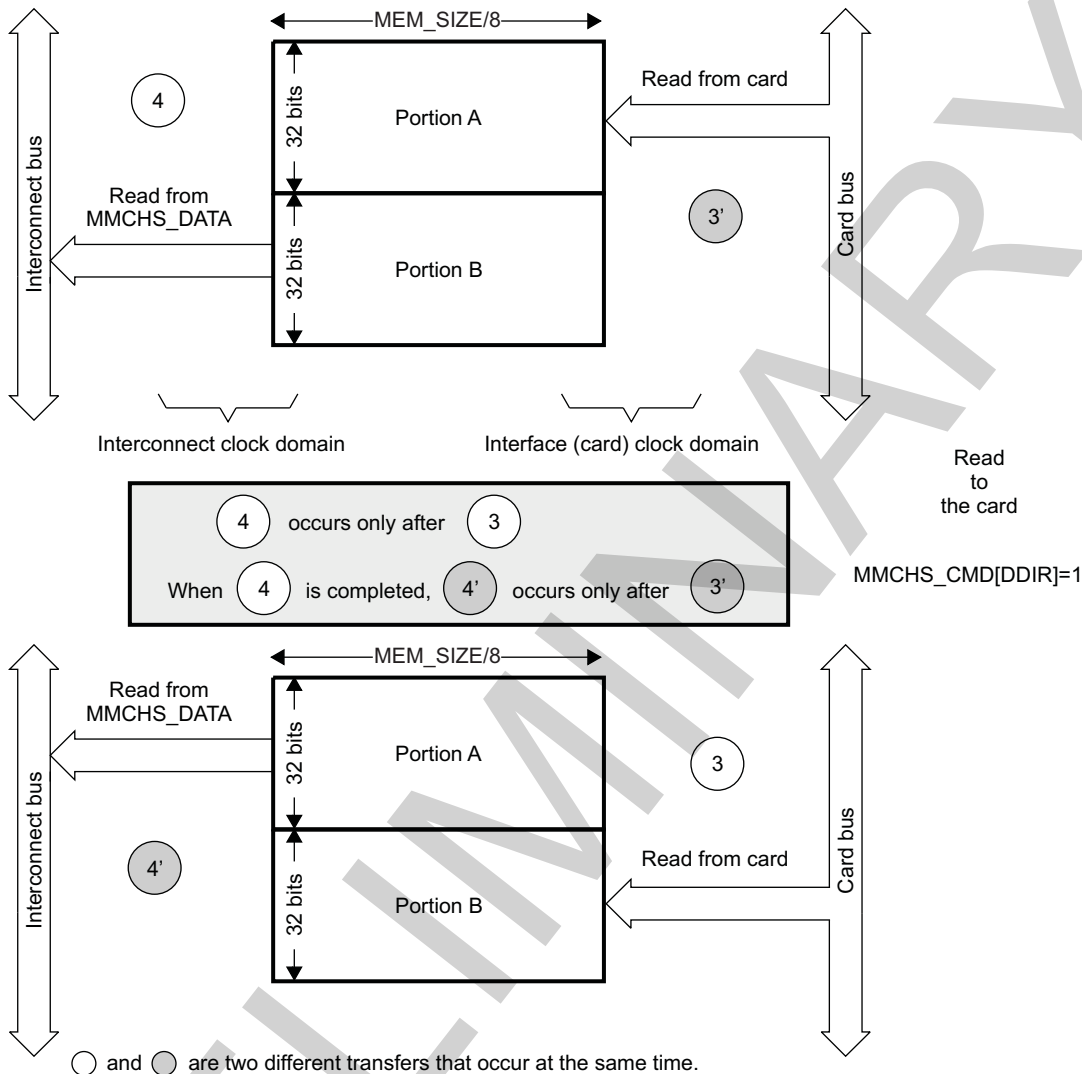 MEM_SIZE/8
Interconnect bus
4
Read from
MMCHS_DATA
32 bits
Portion A
32 bits
Portion B
Read from card
3'
Card bus
Interconnect clock domain
Interface (card) clock domain
Read
to
the card
MMCHS_CMD[DDIR]=1
4 occurs only after 3
When 4 is completed, 4' occurs only after 3'
MEM_SIZE/8
Interconnect bus
Read from
MMCHS_DATA
4'
32 bits
Portion A
32 bits
Portion B
3
Read from card
Card bus
and are two different transfers that occur at the same time.
ELIMINARY